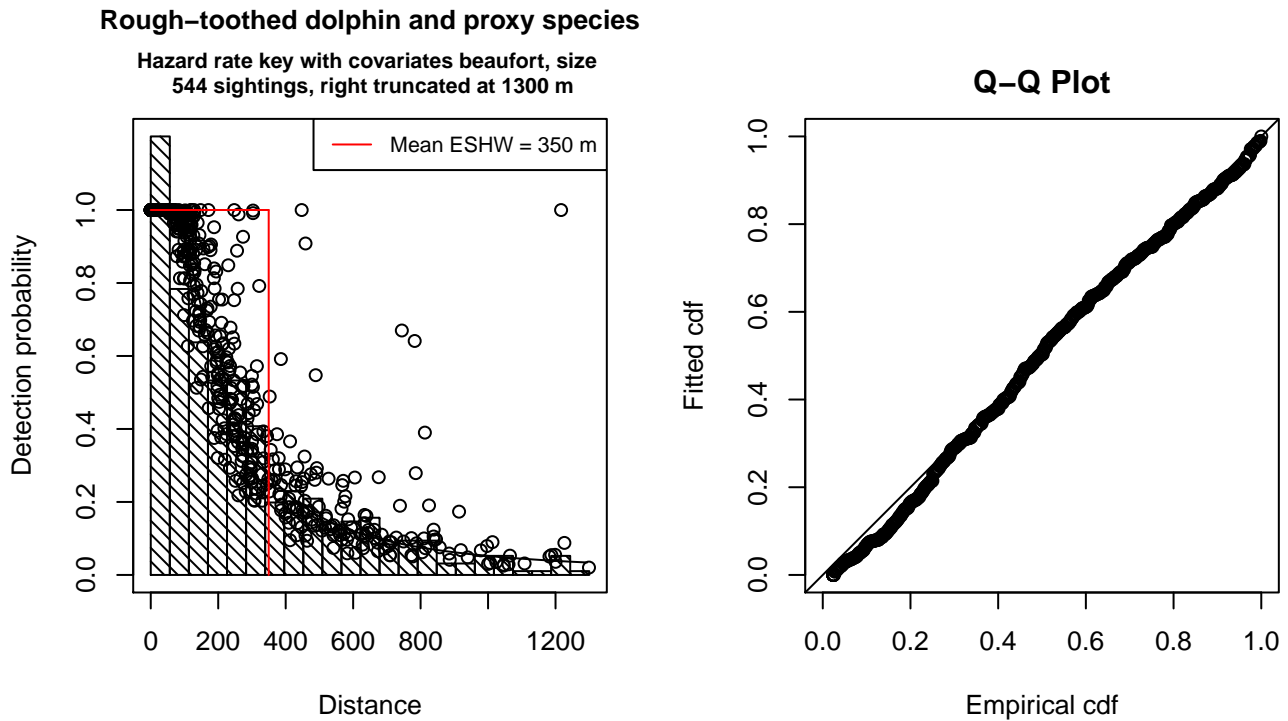 Rough−toothed dolphin and proxy species
Hazard rate key with covariates beaufort, size
544 sightings, right truncated at 1300 m
Mean ESHW = 350 m
Detection probability
0.0 0.2 0.4 0.6 0.8 1.0
0 200 400 600 800 1200
Distance
Q−Q Plot
Fitted cdf
0.0 0.2 0.4 0.6 0.8 1.0
0.0 0.2 0.4 0.6 0.8 1.0
Empirical cdf